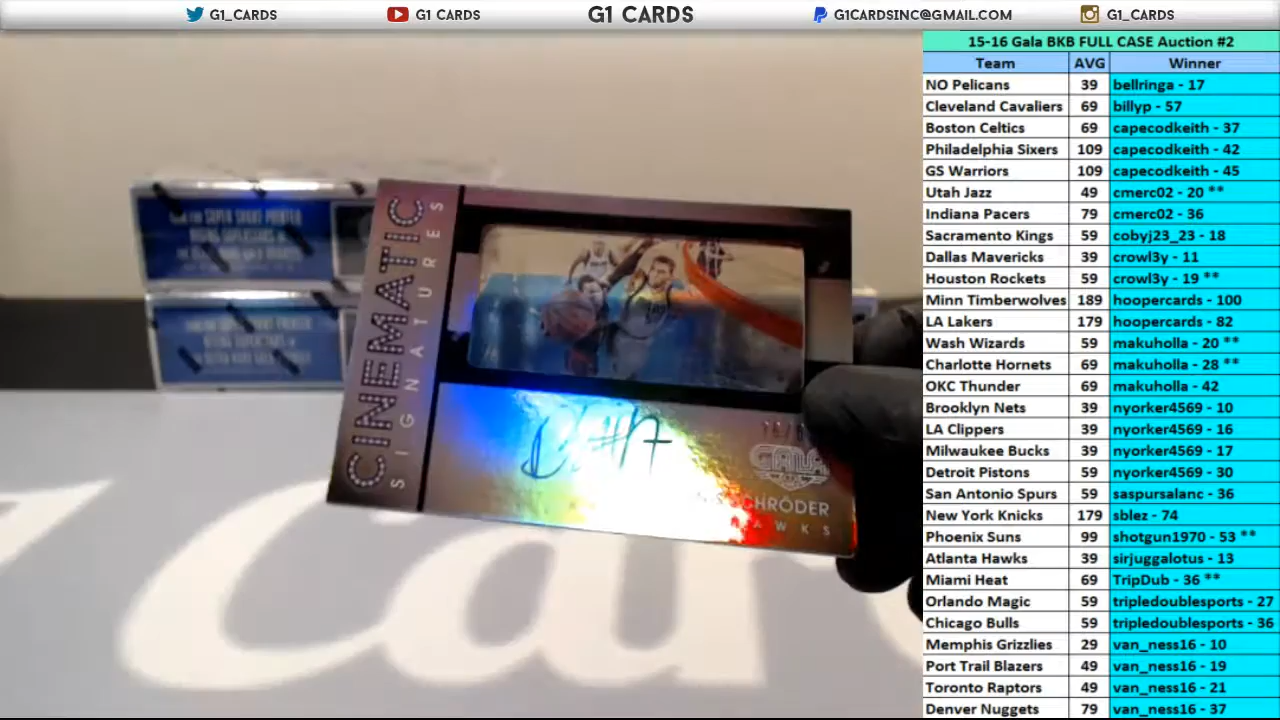 G1_CARDS
G1 CARDS
G1 CARDS
G1CARDSINC@GMAIL.COM
G1_CARDS
15-16 Gala BKB FULL CASE Auction #2
Team AVG Winner
NO Pelicans 39 bellringa - 17
Cleveland Cavaliers 69 billyp - 57
Boston Celtics 69 capecodkeith - 37
Philadelphia Sixers 109 capecodkeith - 42
GS Warriors 109 capecodkeith - 45
Utah Jazz 49 cmerc02 - 20 **
Indiana Pacers 79 cmerc02 - 36
Sacramento Kings 59 cobyj23_23 - 18
Dallas Mavericks 39 crowl3y - 11
Houston Rockets 59 crowl3y - 19 **
Minn Timberwolves 189 hoopercards - 100
LA Lakers 179 hoopercards - 82
Wash Wizards 59 makuholla - 20 **
Charlotte Hornets 69 makuholla - 28 **
OKC Thunder 69 makuholla - 42
Brooklyn Nets 39 nyorker4569 - 10
LA Clippers 39 nyorker4569 - 16
Milwaukee Bucks 39 nyorker4569 - 17
Detroit Pistons 59 nyorker4569 - 30
San Antonio Spurs 59 saspursalanc - 36
New York Knicks 179 sblez - 74
Phoenix Suns 99 shotgun1970 - 53 **
Atlanta Hawks 39 sirjuggalotus - 13
Miami Heat 69 TripDub - 36 **
Orlando Magic 59 tripledoublesports - 27
Chicago Bulls 59 tripledoublesports - 36
Memphis Grizzlies 29 van_ness16 - 10
Port Trail Blazers 49 van_ness16 - 19
Toronto Raptors 49 van_ness16 - 21
Denver Nuggets 79 van_ness16 - 37
CINEMATIC
SIGNATURES
GALA
SCHRÖDER